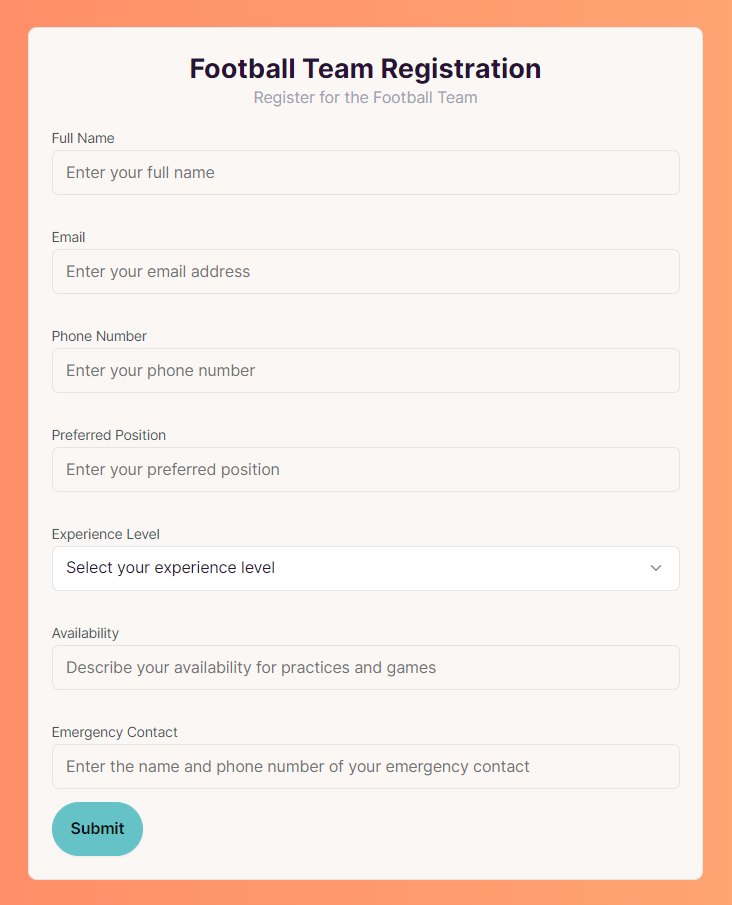 Football Team Registration
Register for the Football Team
Full Name
Enter your full name
Email
Enter your email address
Phone Number
Enter your phone number
Preferred Position
Enter your preferred position
Experience Level
Select your experience level
Availability
Describe your availability for practices and games
Emergency Contact
Enter the name and phone number of your emergency contact
Submit